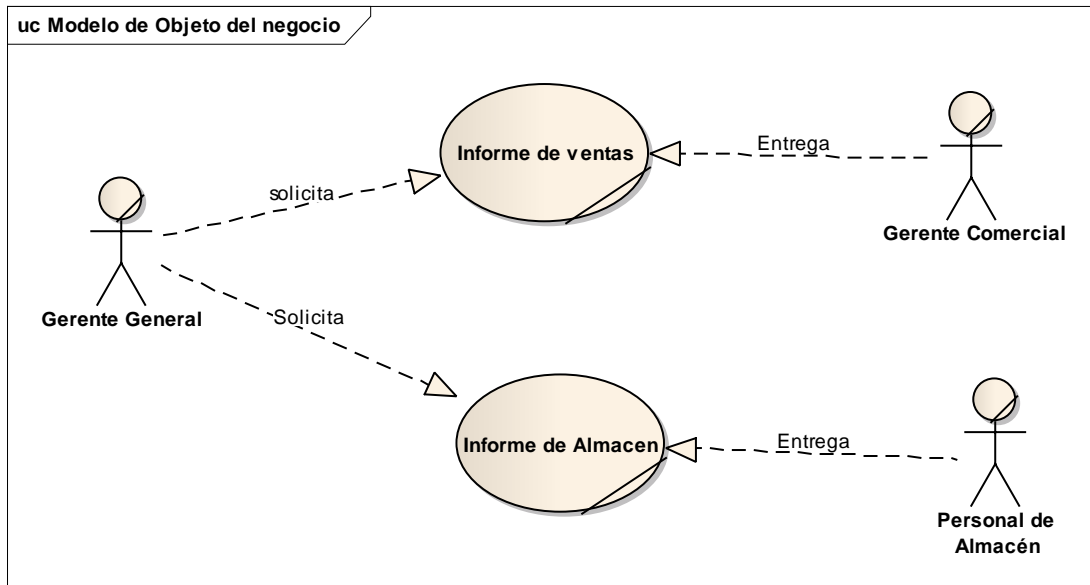 uc Modelo de Objeto del negocio
Informe de ventas
Entrega
Gerente Comercial
solicita
Gerente General
Solicita
Informe de Almacen
Entrega
Personal de
Almacén